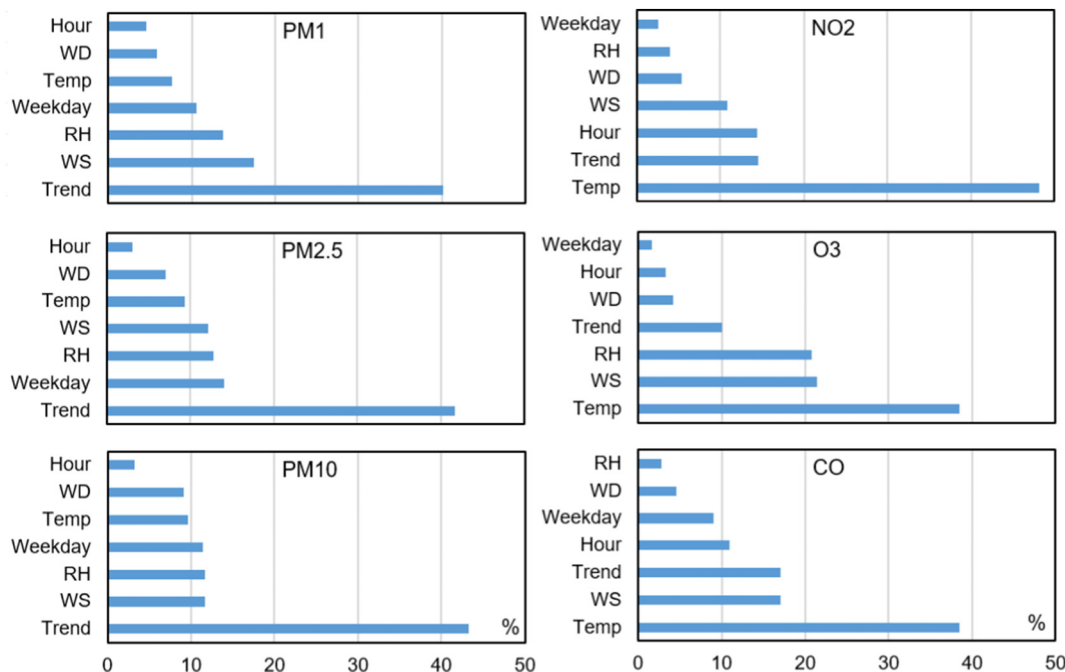 PM1
Hour
WD
Temp
Weekday
RH
WS
Trend
PM2.5
Hour
WD
Temp
WS
RH
Weekday
Trend
PM10
Hour
WD
Temp
Weekday
RH
WS
Trend
%
0 10 20 30 40 50
NO2
Weekday
RH
WD
WS
Hour
Trend
Temp
O3
Weekday
Hour
WD
Trend
RH
WS
Temp
CO
RH
WD
Weekday
Hour
Trend
WS
Temp
%
0 10 20 30 40 50